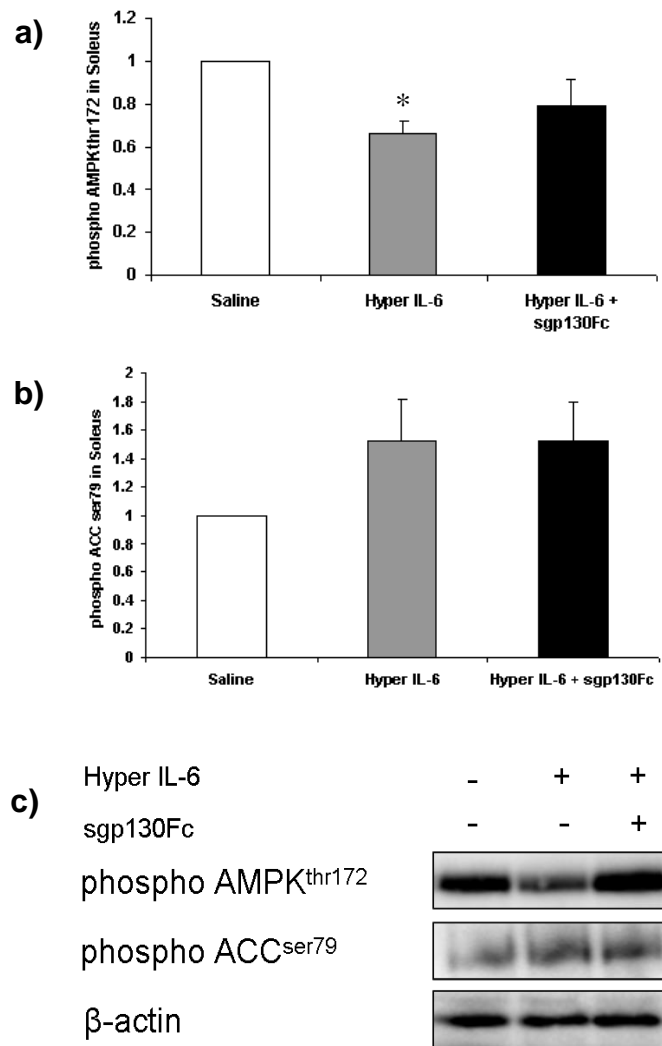 a)
phospho AMPKthr172 in Soleus
1.2
1
0.8
0.6
0.4
0.2
0
*
Saline
Hyper IL-6
Hyper IL-6 +
sgp130Fc
b)
phospho ACC ser79 in Soleus
2
1.8
1.6
1.4
1.2
1
0.8
0.6
0.4
0.2
0
Saline
Hyper IL-6
Hyper IL-6 + sgp130Fc
c)
Hyper IL-6 - + +
sgp130Fc - - +
phospho AMPKthr172
phospho ACCser79
β-actin